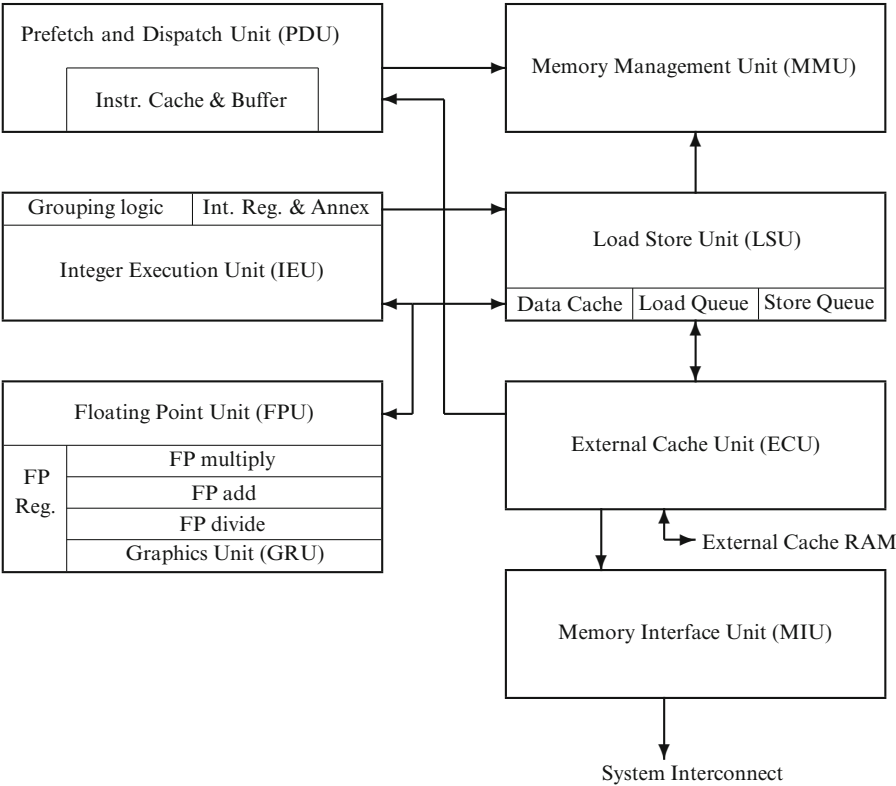 Prefetch and Dispatch Unit (PDU)
Instr. Cache & Buffer
Memory Management Unit (MMU)
Grouping logic
Int. Reg. & Annex
Integer Execution Unit (IEU)
Load Store Unit (LSU)
Data Cache
Load Queue
Store Queue
Floating Point Unit (FPU)
FP
Reg.
FP multiply
FP add
FP divide
Graphics Unit (GRU)
External Cache Unit (ECU)
External Cache RAM
Memory Interface Unit (MIU)
System Interconnect